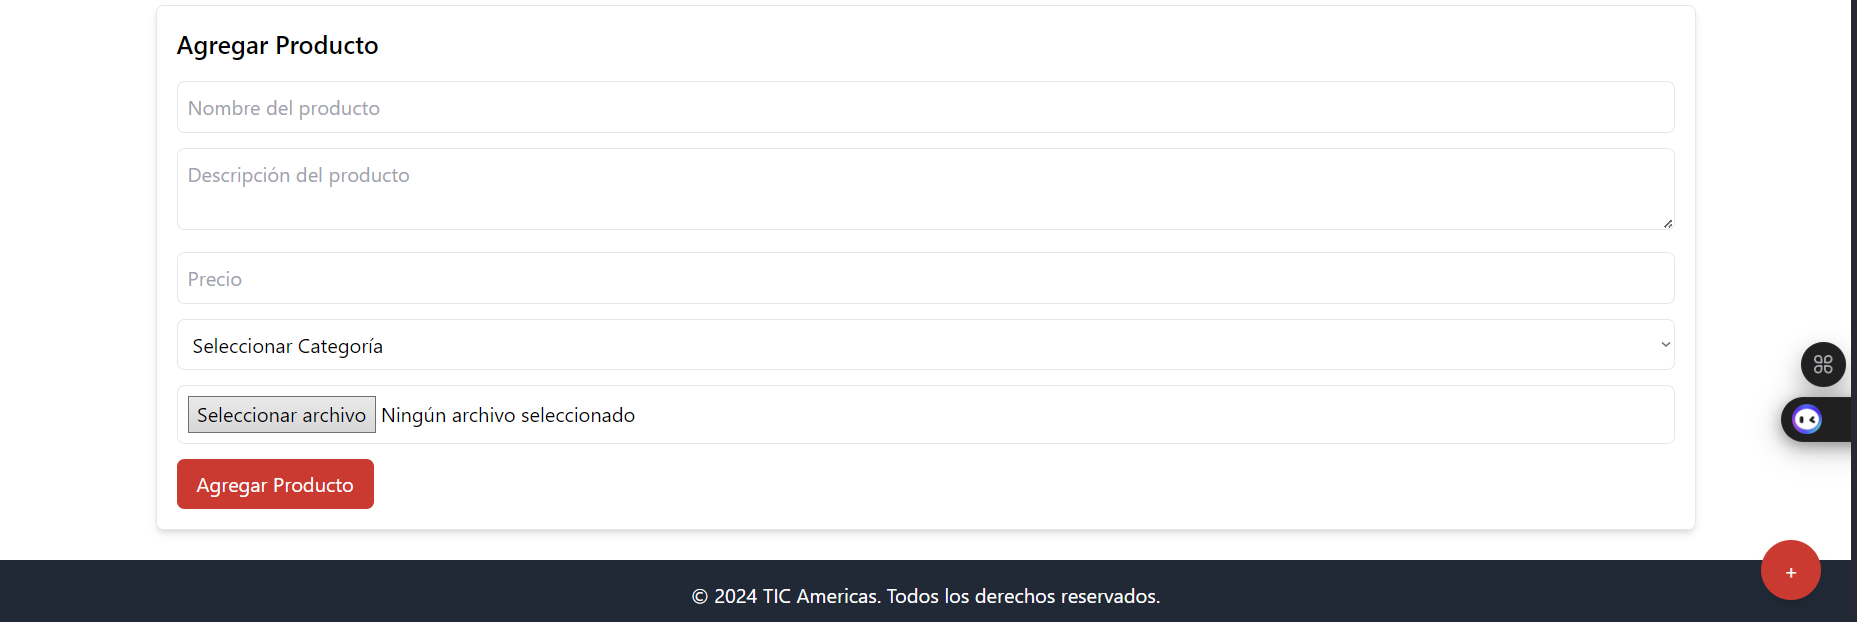 Agregar Producto
Nombre del producto
Descripción del producto
Precio
Seleccionar Categoría
Seleccionar archivo Ningún archivo seleccionado
Agregar Producto
+
© 2024 TIC Americas. Todos los derechos reservados.